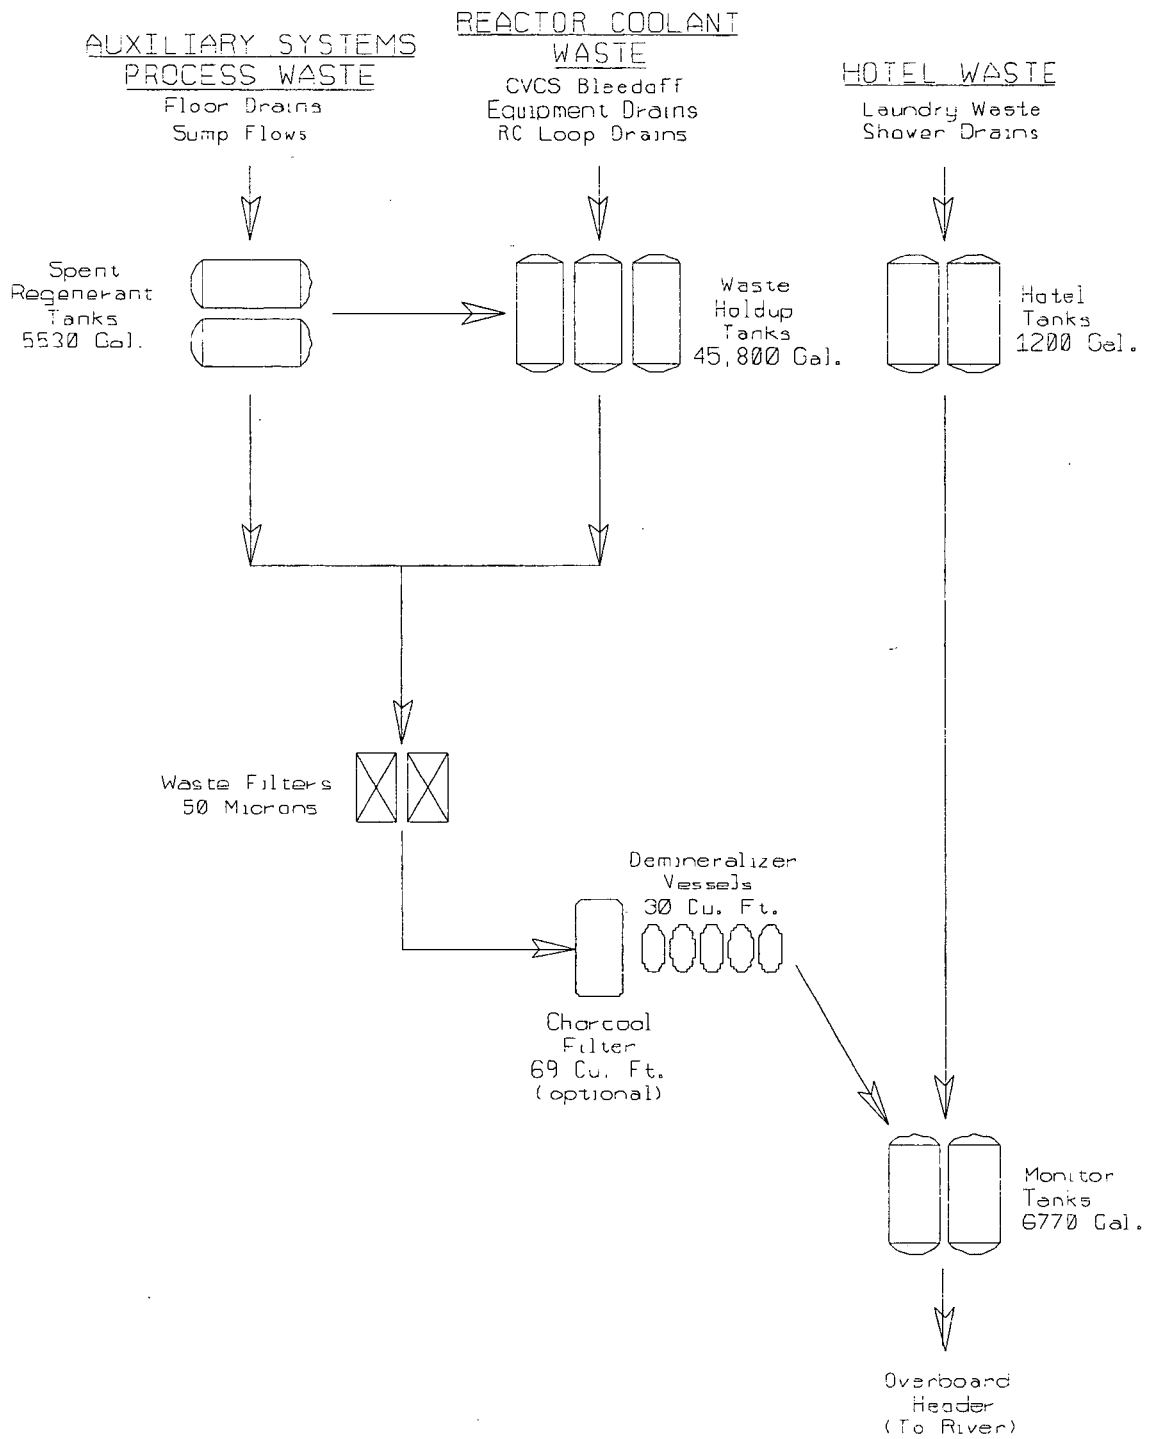 AUXILIARY SYSTEMS
PROCESS WASTE
Floor Drains
Sump Flows
REACTOR COOLANT
WASTE
CVCS Bleedoff
Equipment Drains
RC Loop Drains
HOTEL WASTE
Laundry Waste
Shower Drains
Spent
Regenerant
Tanks
5530 Gal.
Waste
Holdup
Tanks
45,800 Gal.
Hotel
Tanks
1200 Gal.
Waste Filters
50 Microns
Demineralizer
Vessels
30 Cu. Ft.
Charcoal
Filter
69 Cu. Ft.
(optional)
Monitor
Tanks
6770 Gal.
Overboard
Header
(To River)